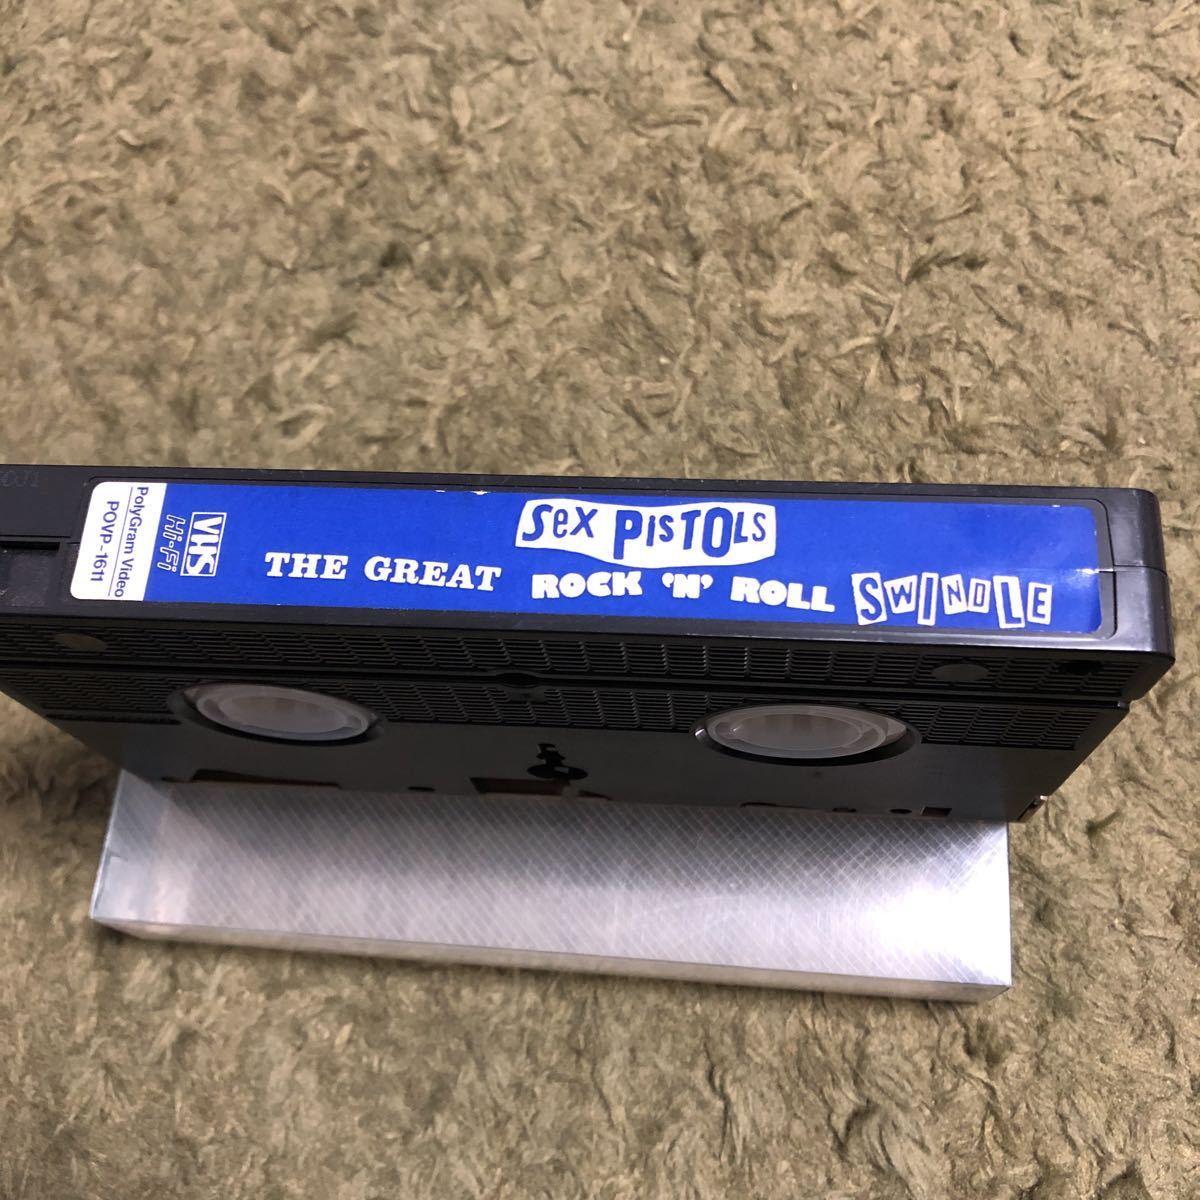 PolyGram Video
POVP-1611
VHS
Hi-Fi
Sex PISTOLS
THE GREAT ROCK 'N' ROLL SWINDLE